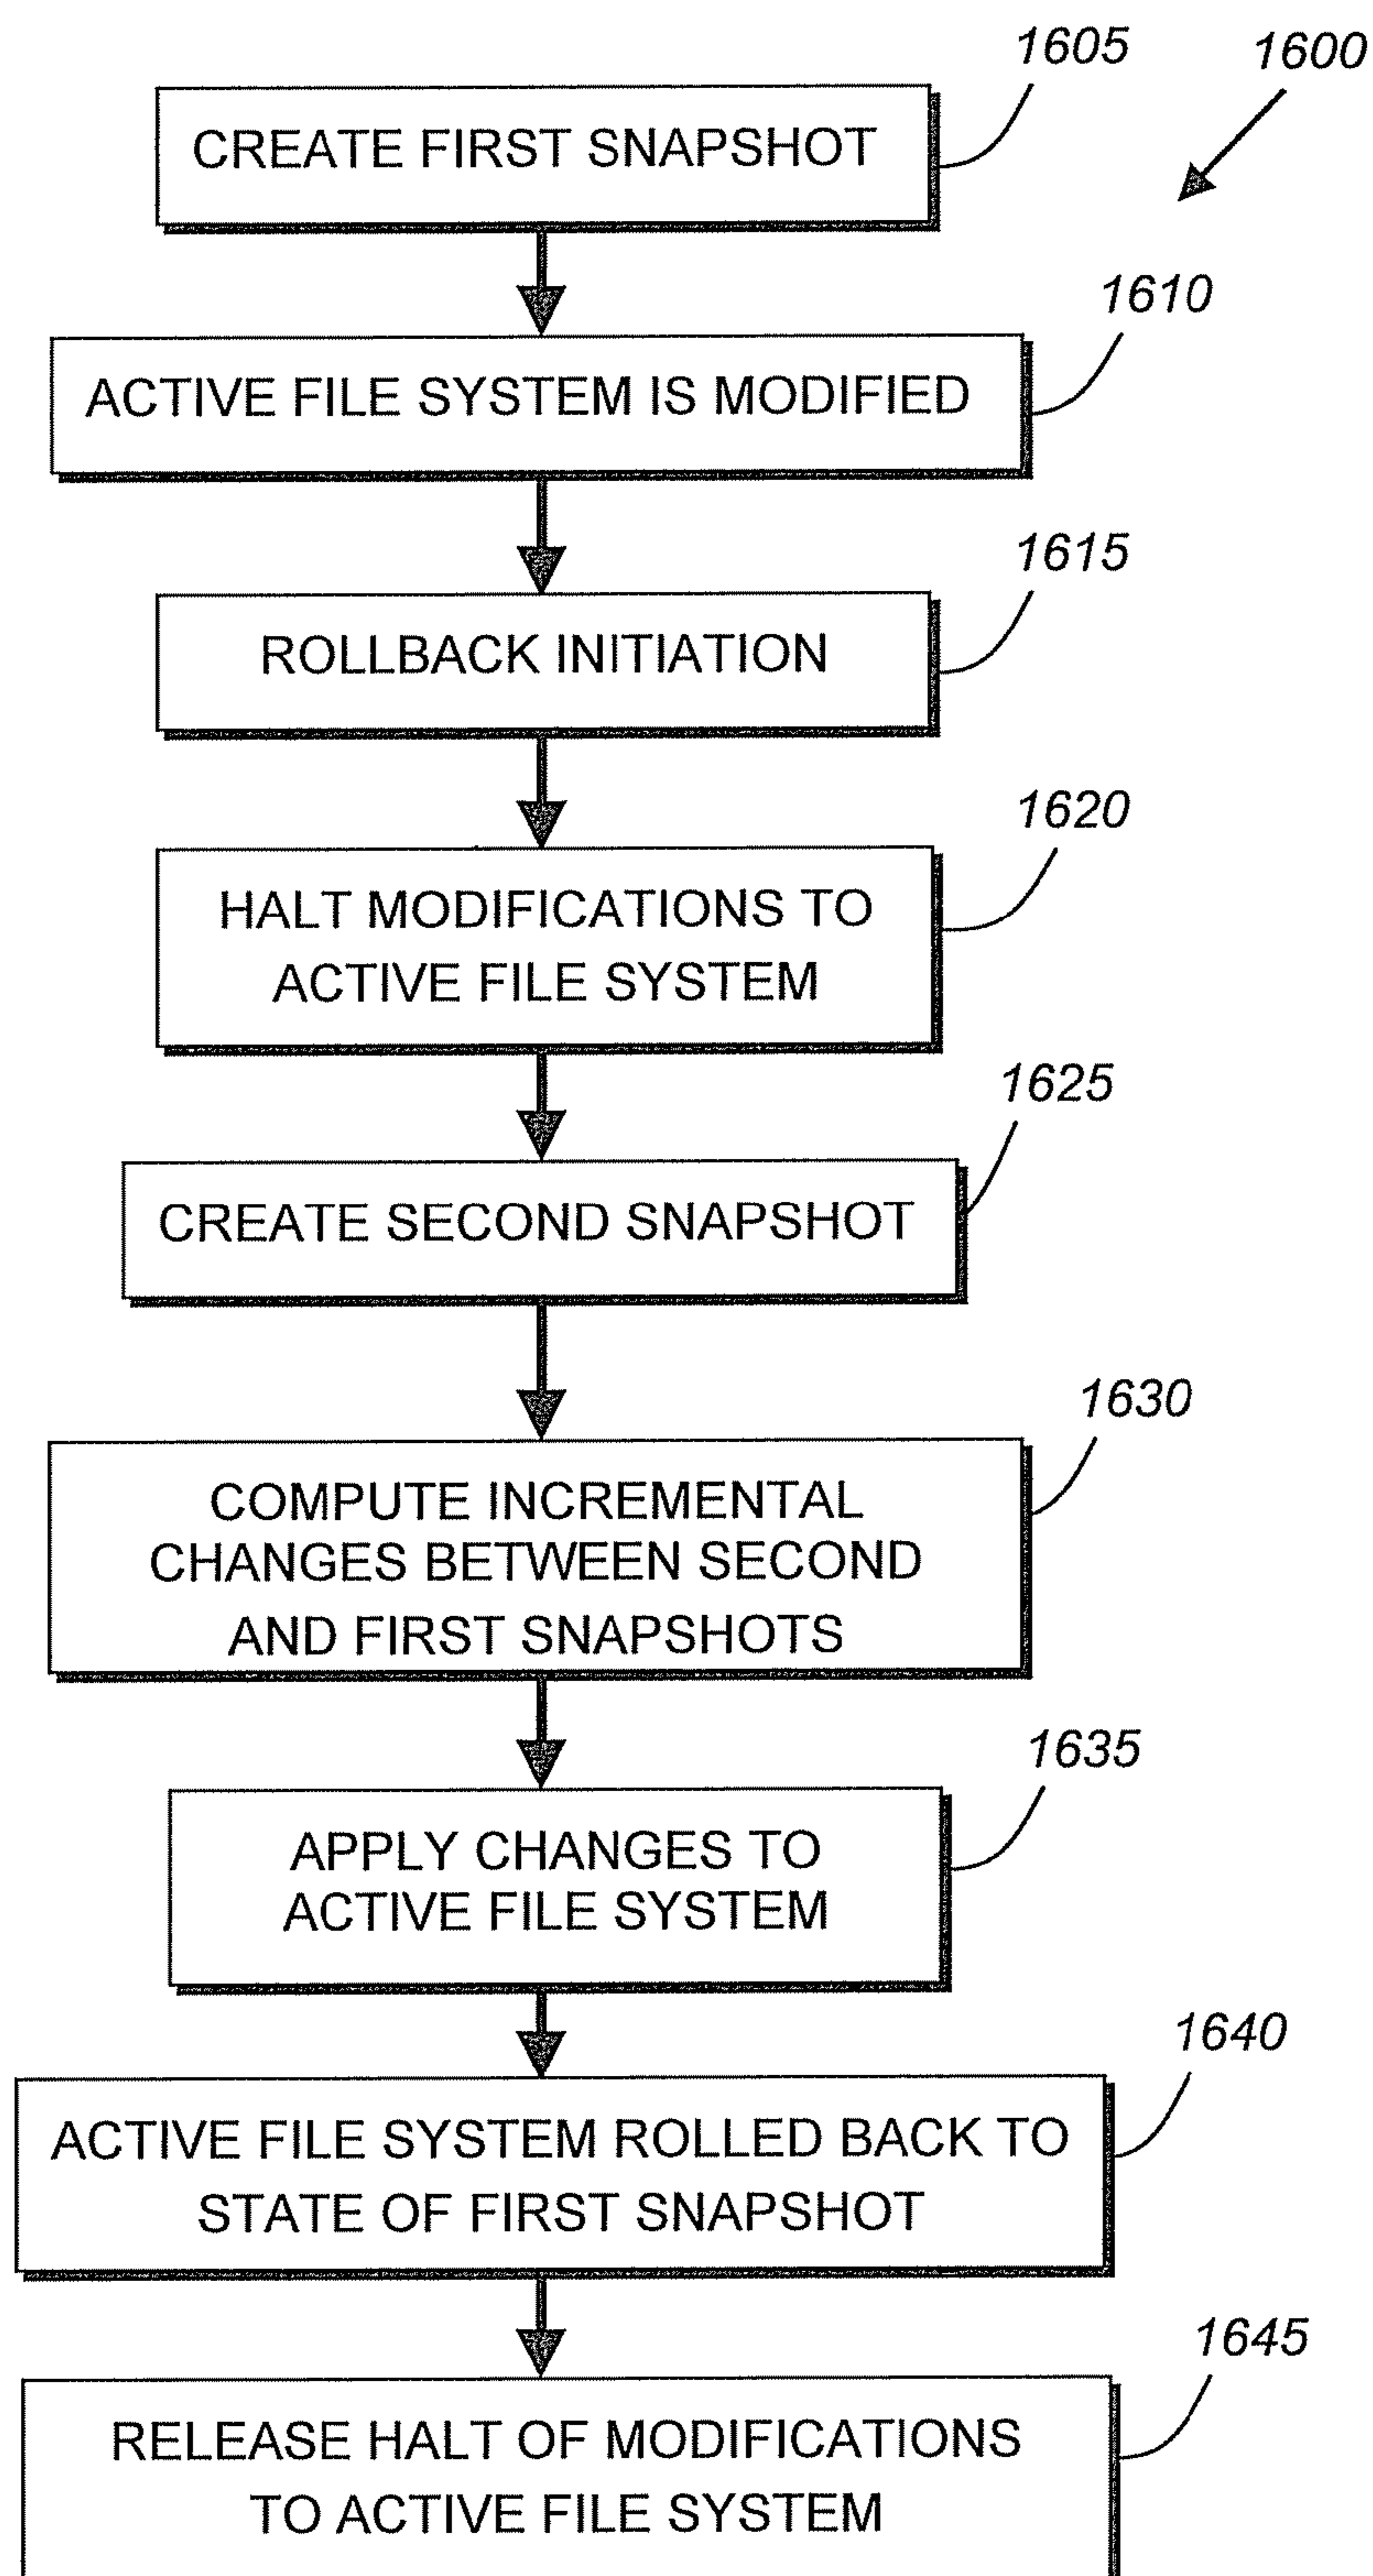 1600
1605
CREATE FIRST SNAPSHOT
1610
ACTIVE FILE SYSTEM IS MODIFIED
1615
ROLLBACK INITIATION
1620
HALT MODIFICATIONS TO
ACTIVE FILE SYSTEM
1625
CREATE SECOND SNAPSHOT
1630
COMPUTE INCREMENTAL
CHANGES BETWEEN SECOND
AND FIRST SNAPSHOTS
1635
APPLY CHANGES TO
ACTIVE FILE SYSTEM
1640
ACTIVE FILE SYSTEM ROLLED BACK TO
STATE OF FIRST SNAPSHOT
1645
RELEASE HALT OF MODIFICATIONS
TO ACTIVE FILE SYSTEM